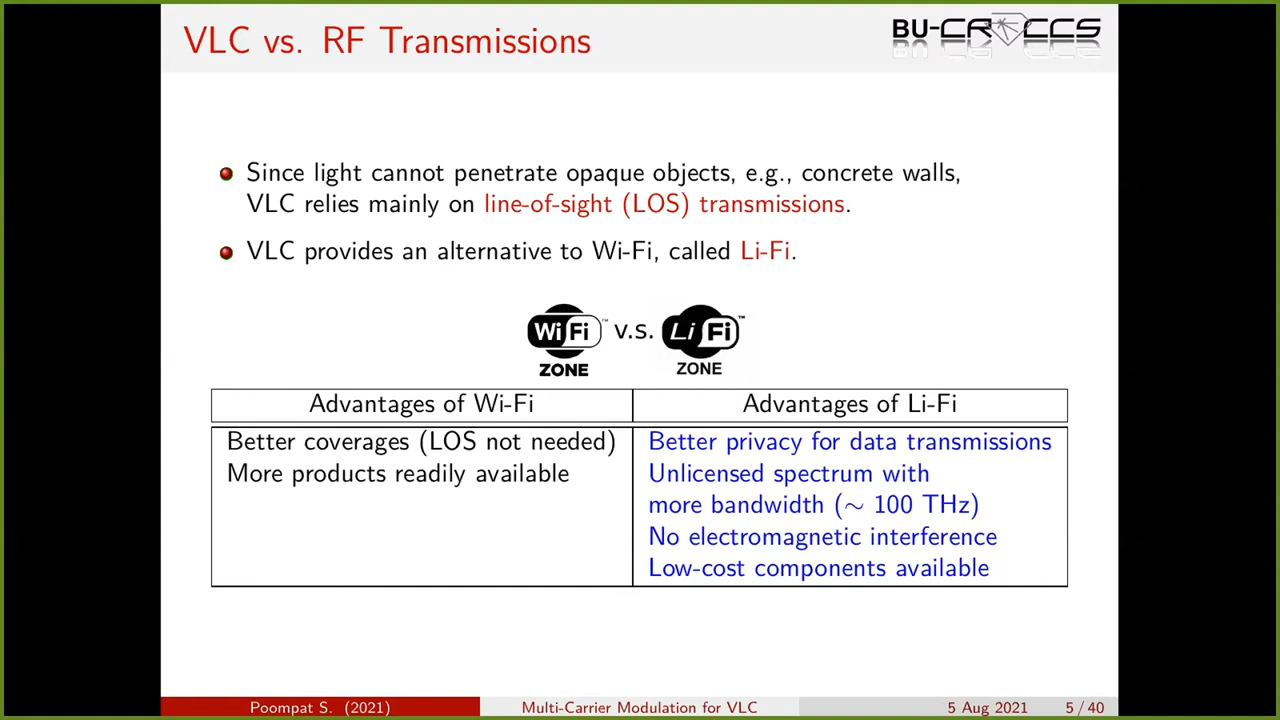 VLC vs. RF Transmissions
BU-CROCCS
Since light cannot penetrate opaque objects, e.g., concrete walls,
VLC relies mainly on line-of-sight (LOS) transmissions.
VLC provides an alternative to Wi-Fi, called Li-Fi.
Wi Fi ™ v.s. Li Fi ™
ZONE ZONE
Advantages of Wi-Fi Advantages of Li-Fi
Better coverages (LOS not needed) Better privacy for data transmissions
More products readily available Unlicensed spectrum with
more bandwidth (∼ 100 THz)
No electromagnetic interference
Low-cost components available
Poompat S. (2021) Multi-Carrier Modulation for VLC 5 Aug 2021 5 / 40